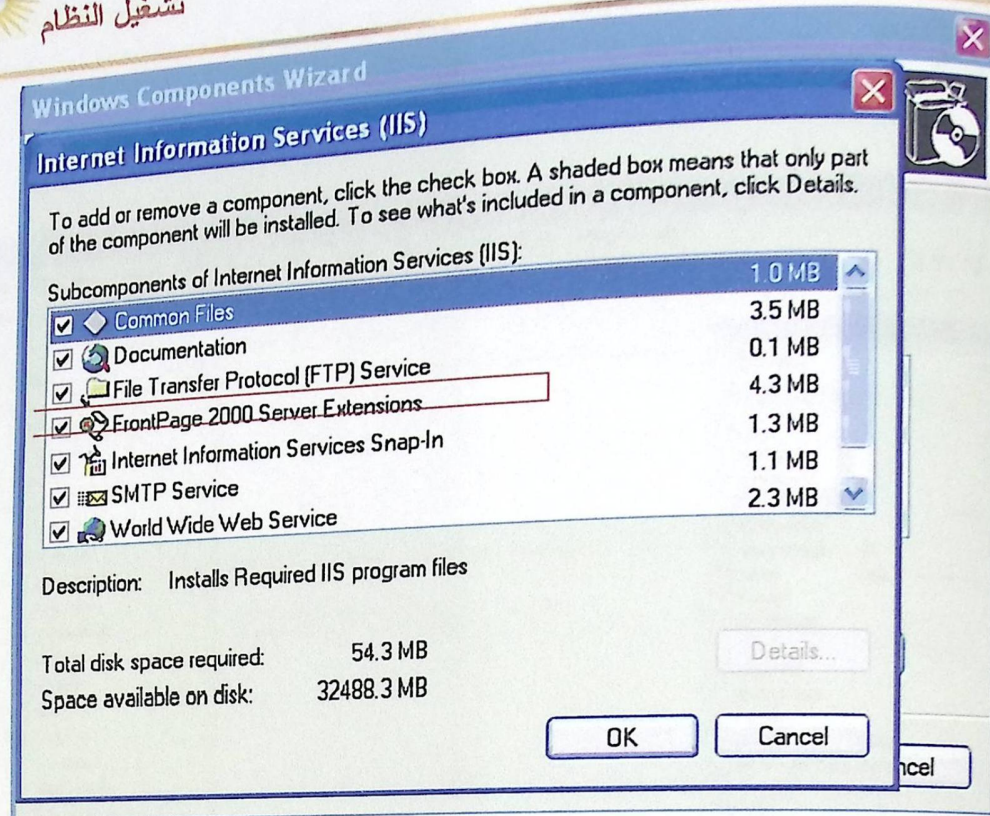 تشغيل النظام
Windows Components Wizard
Internet Information Services (IIS)
To add or remove a component, click the check box. A shaded box means that only part
of the component will be installed. To see what's included in a component, click Details.
Subcomponents of Internet Information Services (IIS):
Common Files 1.0 MB
Documentation 3.5 MB
File Transfer Protocol (FTP) Service 0.1 MB
FrontPage 2000 Server Extensions 4.3 MB
Internet Information Services Snap-In 1.3 MB
SMTP Service 1.1 MB
World Wide Web Service 2.3 MB
Description: Installs Required IIS program files
Total disk space required: 54.3 MB
Space available on disk: 32488.3 MB
Details...
OK Cancel
ncel